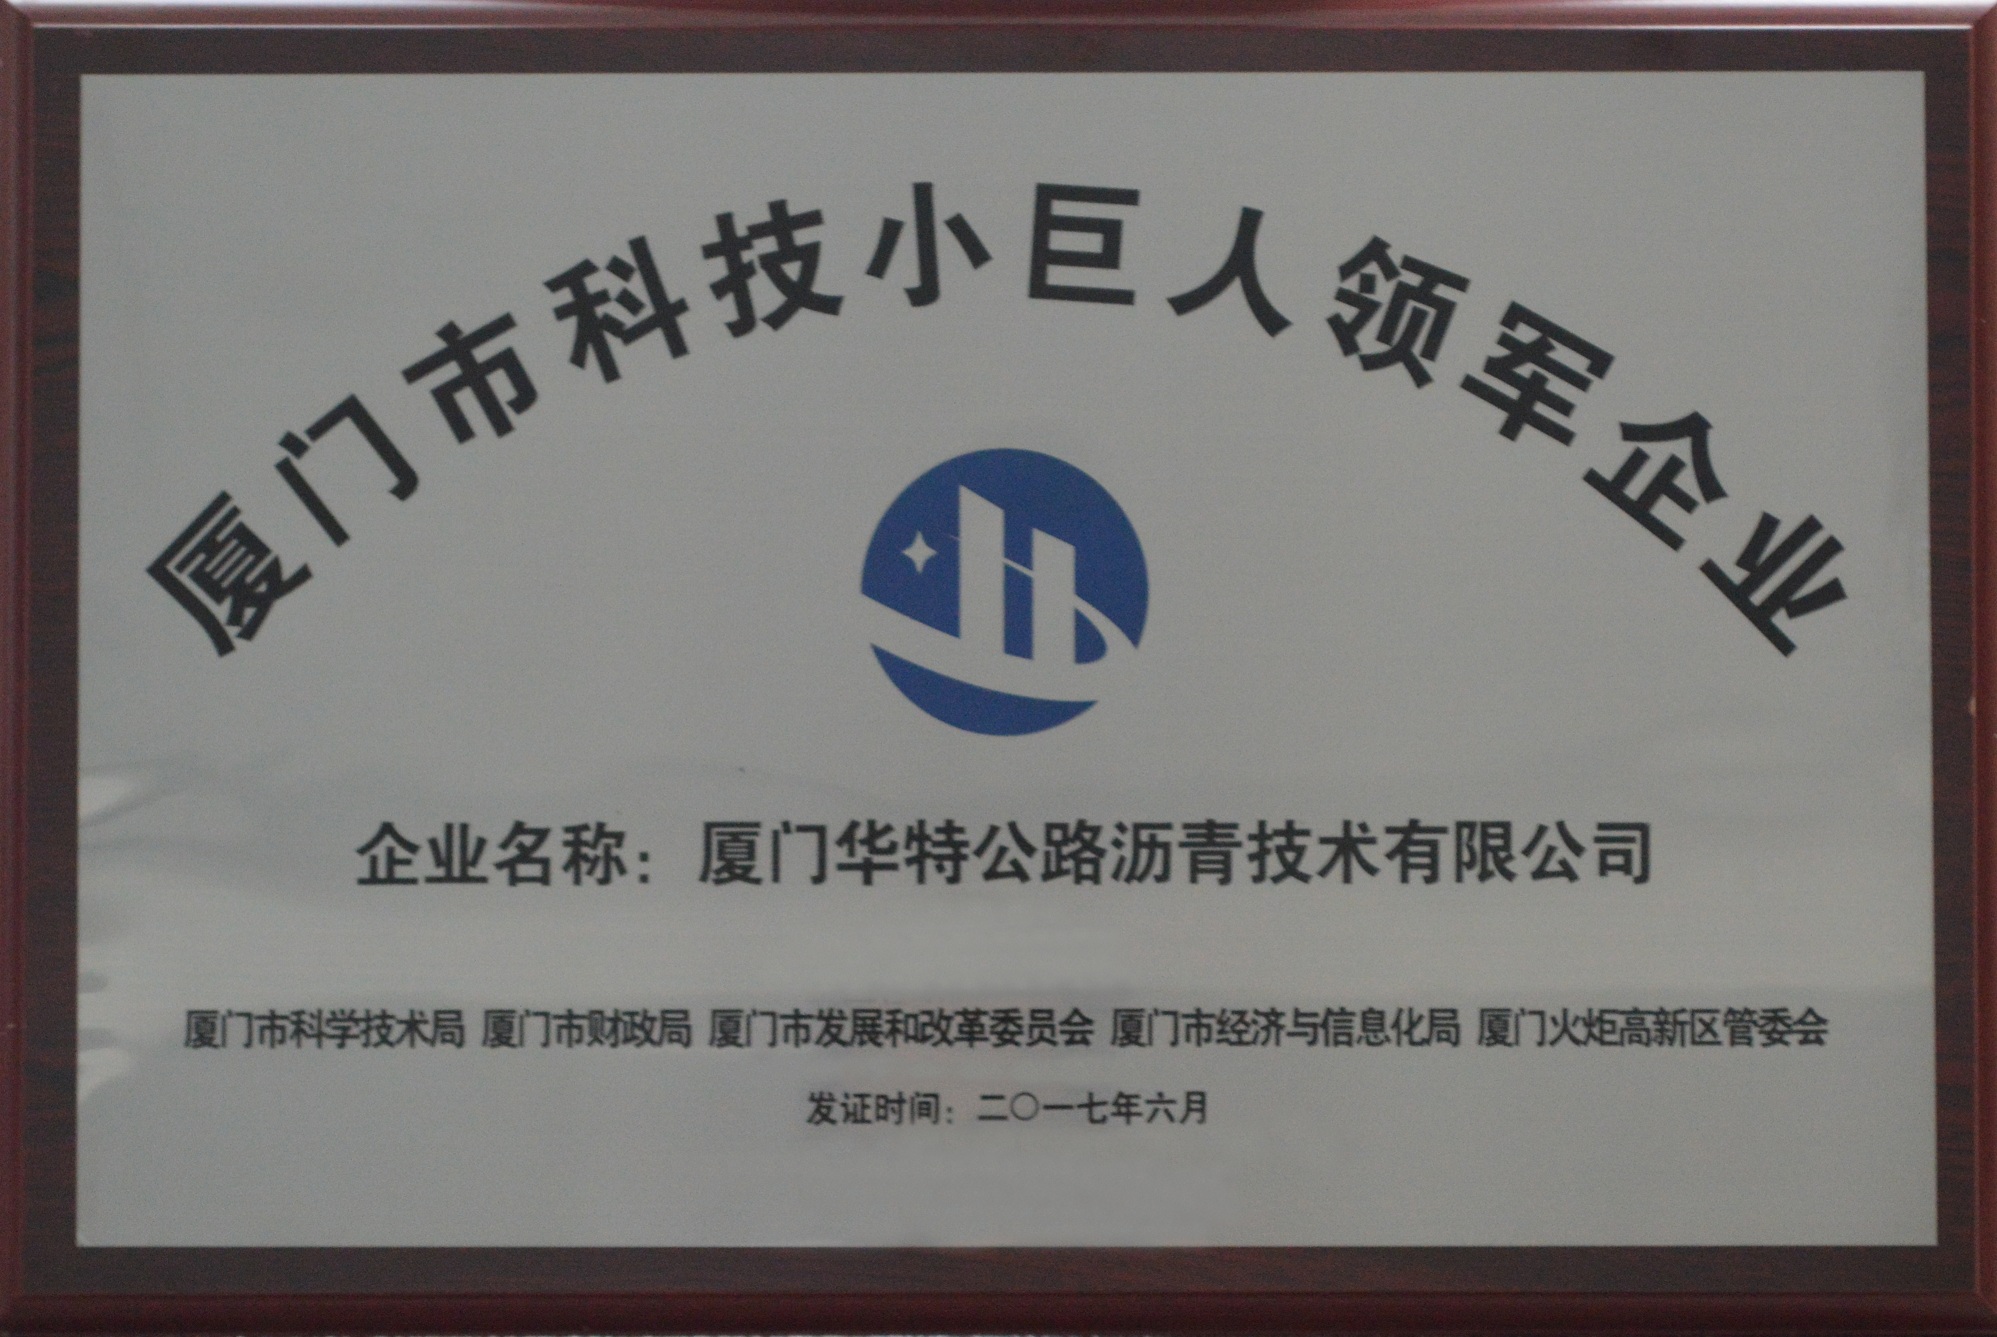 厦门市科技小巨人领军企业
企业名称：厦门华特公路沥青技术有限公司
厦门市科学技术局 厦门市财政局 厦门市发展和改革委员会 厦门市经济与信息化局 厦门火炬高新区管委会
发证时间：二〇一七年六月